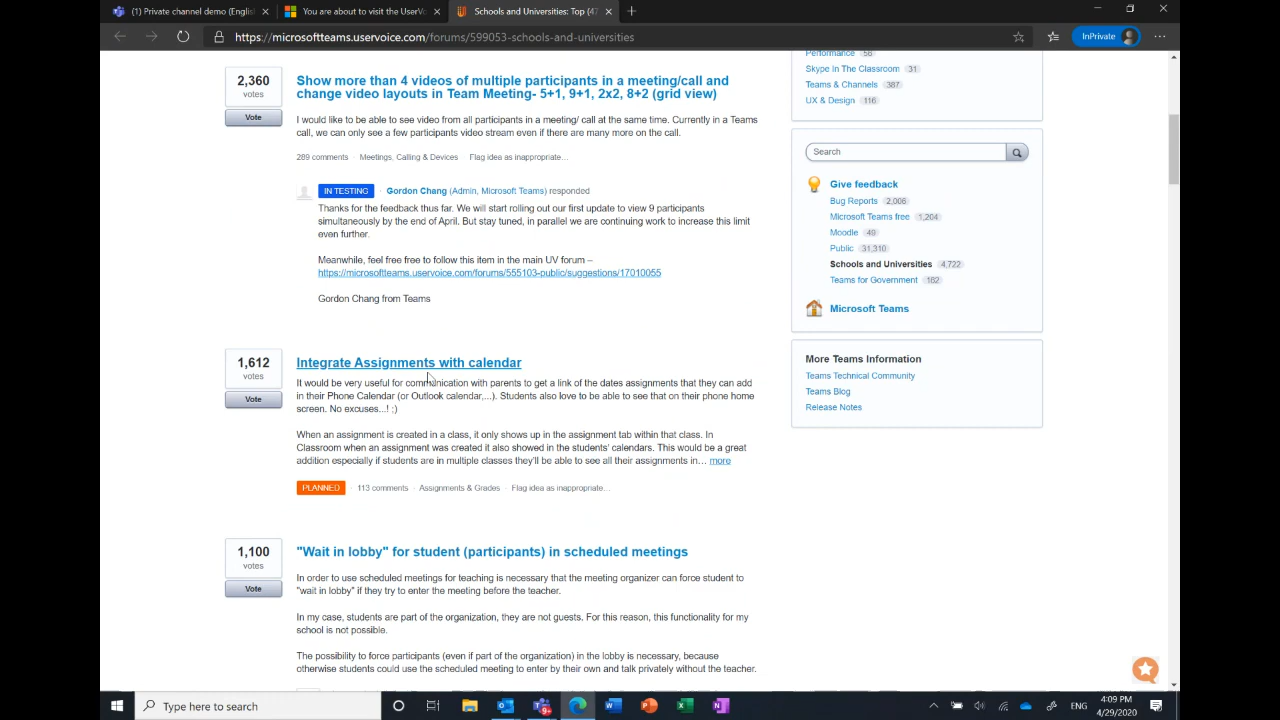 (1) Private channel demo (Englis
You are about to visit the UserVo
Schools and Universities: Top (47
https://microsoftteams.uservoice.com/forums/599053-schools-and-universities
InPrivate
2,360
votes
Vote
Show more than 4 videos of multiple participants in a meeting/call and
change video layouts in Team Meeting- 5+1, 9+1, 2x2, 8+2 (grid view)
I would like to be able to see video from all participants in a meeting/ call at the same time. Currently in a Teams
call, we can only see a few participants video stream even if there are many more on the call.
289 comments · Meetings, Calling & Devices · Flag idea as inappropriate…
IN TESTING · Gordon Chang (Admin, Microsoft Teams) responded
Thanks for the feedback thus far. We will start rolling out our first update to view 9 participants
simultaneously by the end of April. But stay tuned, in parallel we are continuing work to increase this limit
even further.
Meanwhile, feel free free to follow this item in the main UV forum –
https://microsoftteams.uservoice.com/forums/555103-public/suggestions/17010055
Gordon Chang from Teams
1,612
votes
Vote
Integrate Assignments with calendar
It would be very useful for communication with parents to get a link of the dates assignments that they can add
in their Phone Calendar (or Outlook calendar,...). Students also love to be able to see that on their phone home
screen. No excuses...! ;)
When an assignment is created in a class, it only shows up in the assignment tab within that class. In
Classroom when an assignment was created it also showed in the students' calendars. This would be a great
addition especially if students are in multiple classes they'll be able to see all their assignments in… more
PLANNED · 113 comments · Assignments & Grades · Flag idea as inappropriate…
1,100
votes
Vote
"Wait in lobby" for student (participants) in scheduled meetings
In order to use scheduled meetings for teaching is necessary that the meeting organizer can force student to
"wait in lobby" if they try to enter the meeting before the teacher.
In my case, students are part of the organization, they are not guests. For this reason, this functionality for my
school is not possible.
The possibility to force participants (even if part of the organization) in the lobby is necessary, because
otherwise students could use the scheduled meeting to enter by their own and talk privately without the teacher.
Performance 58
Skype In The Classroom 31
Teams & Channels 387
UX & Design 116
Search
Give feedback
Bug Reports 2,006
Microsoft Teams free 1,204
Moodle 49
Public 31,310
Schools and Universities 4,722
Teams for Government 162
Microsoft Teams
More Teams Information
Teams Technical Community
Teams Blog
Release Notes
Type here to search
ENG
4:09 PM
4/29/2020